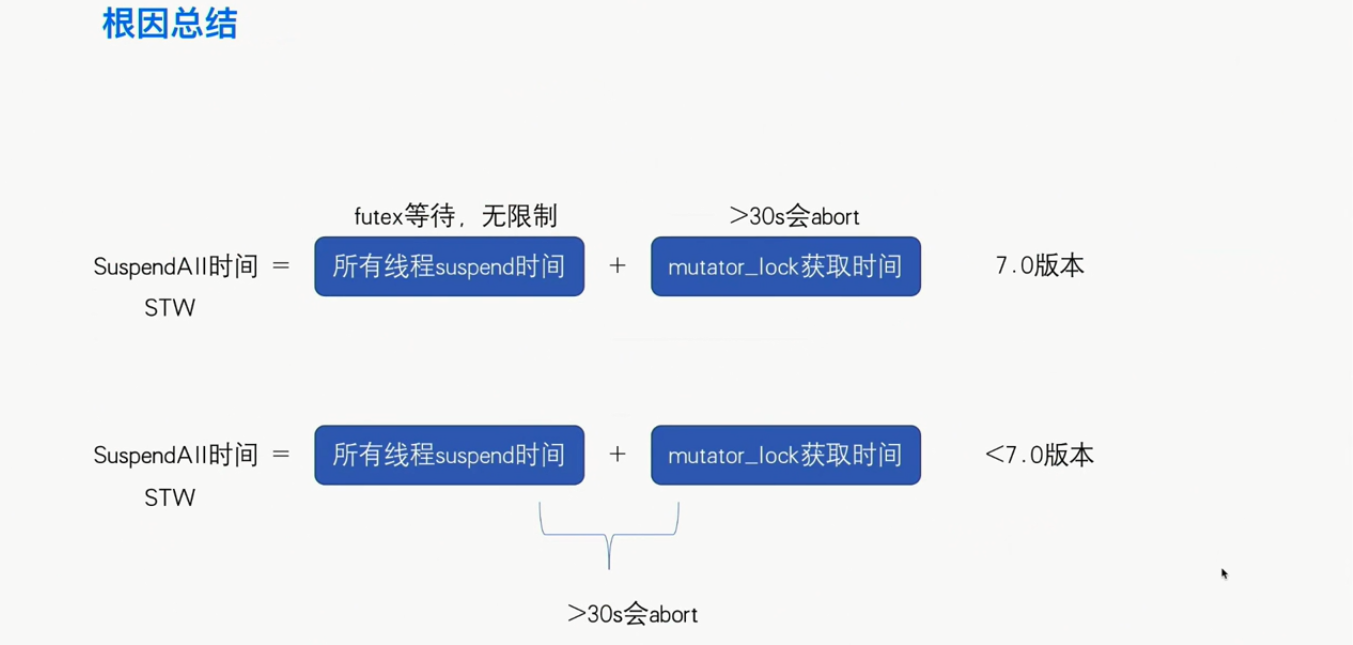 根因总结
futex等待，无限制
>30s会abort
SuspendAll时间 = 所有线程suspend时间 + mutator_lock获取时间 7.0版本
STW
SuspendAll时间 = 所有线程suspend时间 + mutator_lock获取时间 <7.0版本
STW
>30s会abort